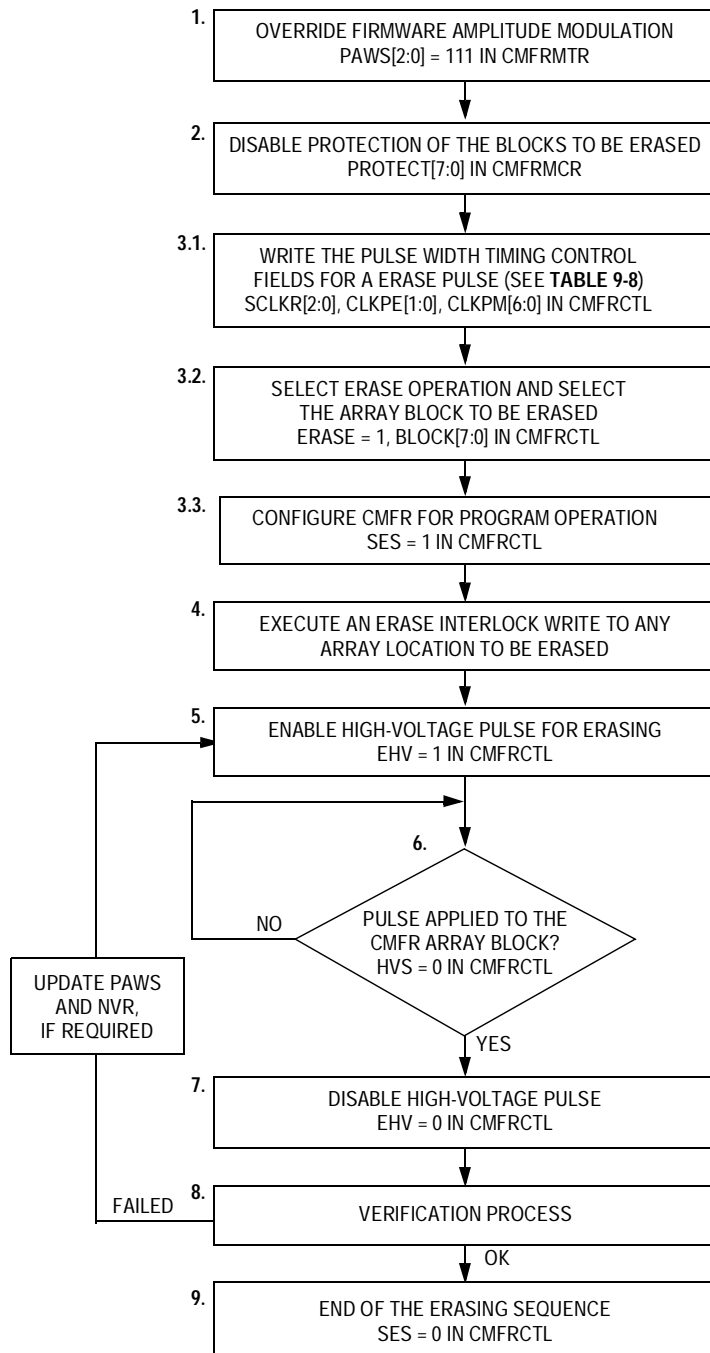 1.
OVERRIDE FIRMWARE AMPLITUDE MODULATION
PAWS[2:0] = 111 IN CMFRMTR
2.
DISABLE PROTECTION OF THE BLOCKS TO BE ERASED
PROTECT[7:0] IN CMFRMCR
3.1.
WRITE THE PULSE WIDTH TIMING CONTROL
FIELDS FOR A ERASE PULSE (SEE TABLE 9-8)
SCLKR[2:0], CLKPE[1:0], CLKPM[6:0] IN CMFRCTL
3.2.
SELECT ERASE OPERATION AND SELECT
THE ARRAY BLOCK TO BE ERASED
ERASE = 1, BLOCK[7:0] IN CMFRCTL
3.3.
CONFIGURE CMFR FOR PROGRAM OPERATION
SES = 1 IN CMFRCTL
4.
EXECUTE AN ERASE INTERLOCK WRITE TO ANY
ARRAY LOCATION TO BE ERASED
5.
ENABLE HIGH-VOLTAGE PULSE FOR ERASING
EHV = 1 IN CMFRCTL
6.
PULSE APPLIED TO THE
CMFR ARRAY BLOCK?
HVS = 0 IN CMFRCTL
NO
YES
UPDATE PAWS
AND NVR,
IF REQUIRED
7.
DISABLE HIGH-VOLTAGE PULSE
EHV = 0 IN CMFRCTL
8.
VERIFICATION PROCESS
FAILED
OK
9.
END OF THE ERASING SEQUENCE
SES = 0 IN CMFRCTL